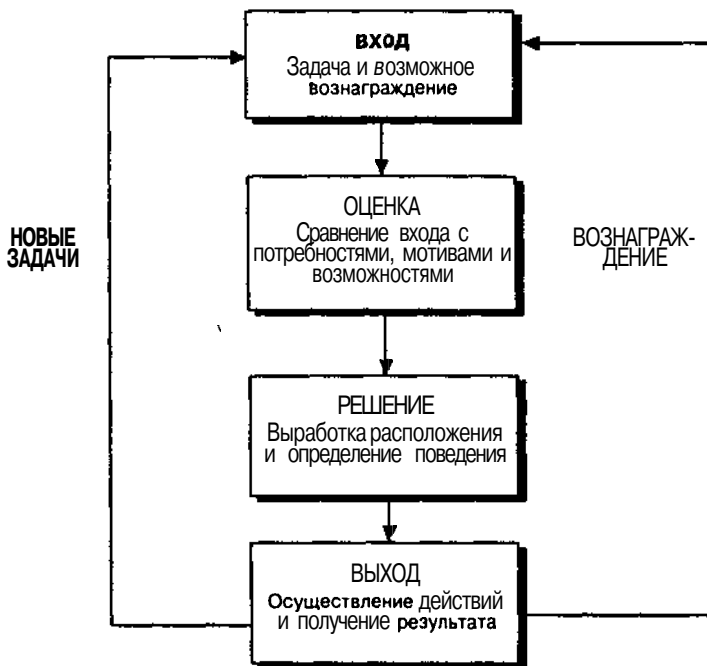 ВХОД
Задача и возможное
вознаграждение
ОЦЕНКА
Сравнение входа с
потребностями, мотивами и
возможностями
НОВЫЕ
ЗАДАЧИ
ВОЗНАГРАЖ-
ДЕНИЕ
РЕШЕНИЕ
Выработка расположения
и определение поведения
ВЫХОД
Осуществление действий
и получение результата